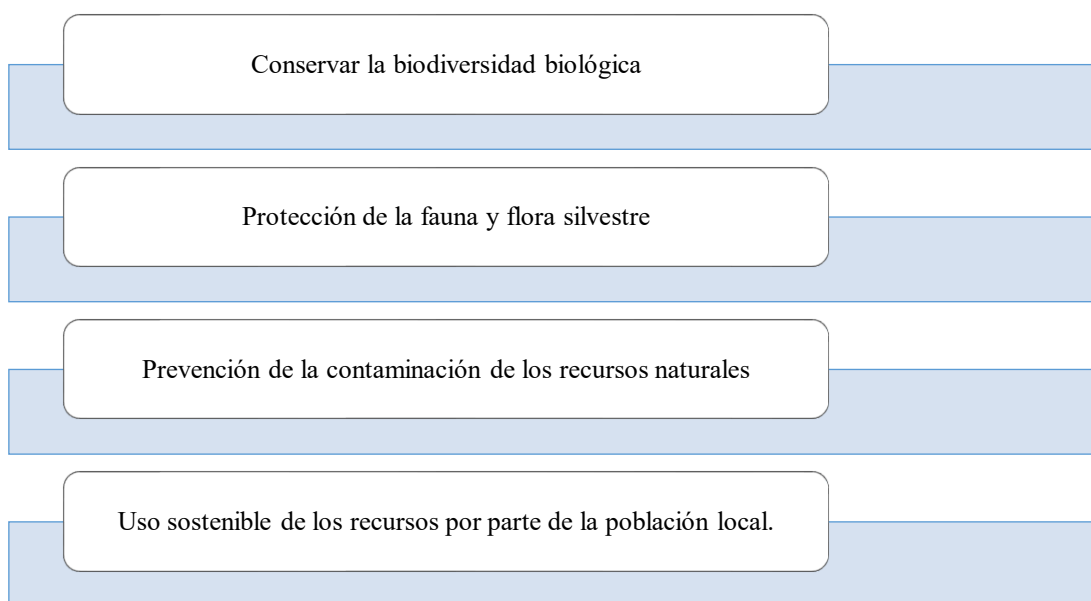 Conservar la biodiversidad biológica
Protección de la fauna y flora silvestre
Prevención de la contaminación de los recursos naturales
Uso sostenible de los recursos por parte de la población local.